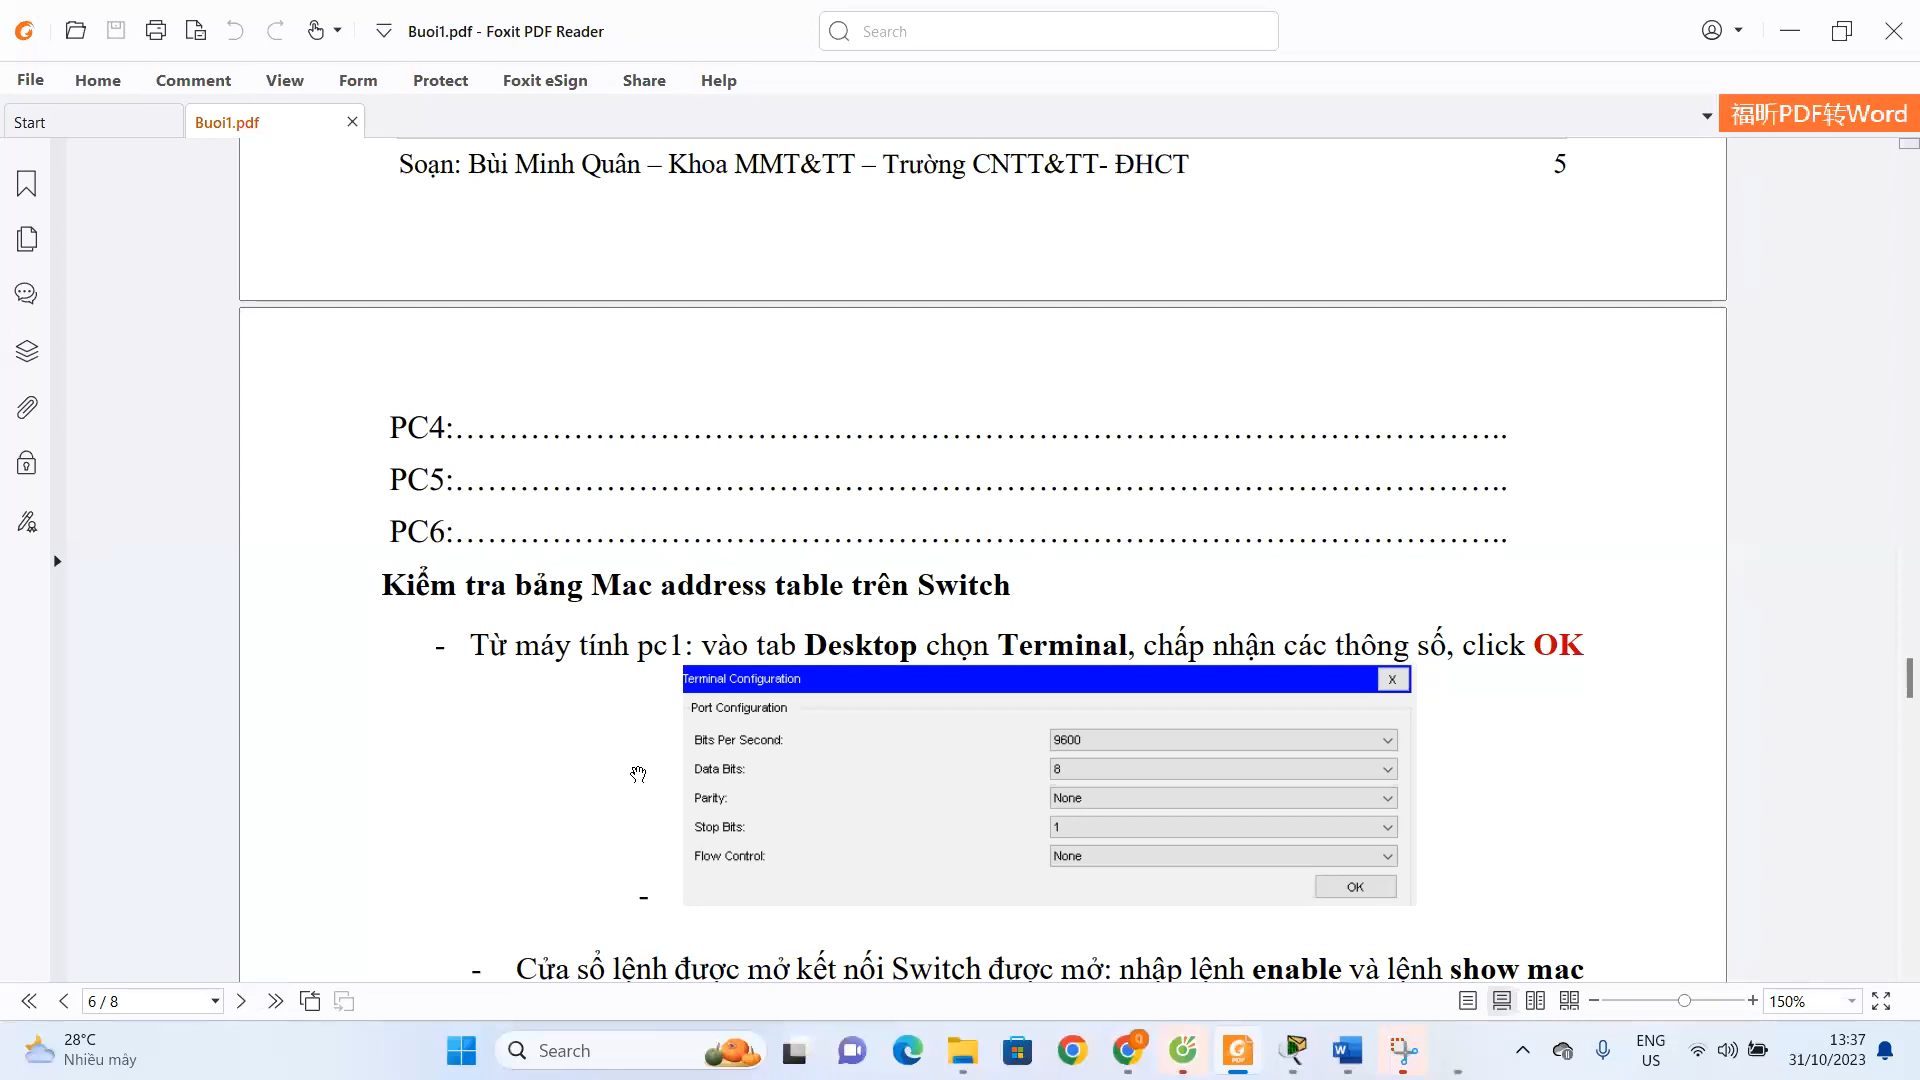 Buoi1.pdf - Foxit PDF Reader
Search
File Home Comment View Form Protect Foxit eSign Share Help
Start
Buoi1.pdf
福昕PDF转Word
Soạn: Bùi Minh Quân – Khoa MMT&TT – Trường CNTT&TT- ĐHCT 5
PC4:………………………………………………………………………………………..
PC5:………………………………………………………………………………………..
PC6:………………………………………………………………………………………..
Kiểm tra bảng Mac address table trên Switch
- Từ máy tính pc1: vào tab Desktop chọn Terminal, chấp nhận các thông số, click OK
Terminal Configuration X
Port Configuration
Bits Per Second: 9600
Data Bits: 8
Parity: None
Stop Bits: 1
Flow Control: None
OK
-
- Cửa sổ lệnh được mở kết nối Switch được mở: nhập lệnh enable và lệnh show mac
6 / 8
150%
28°C
Nhiều mây
Search
ENG
US
13:37
31/10/2023